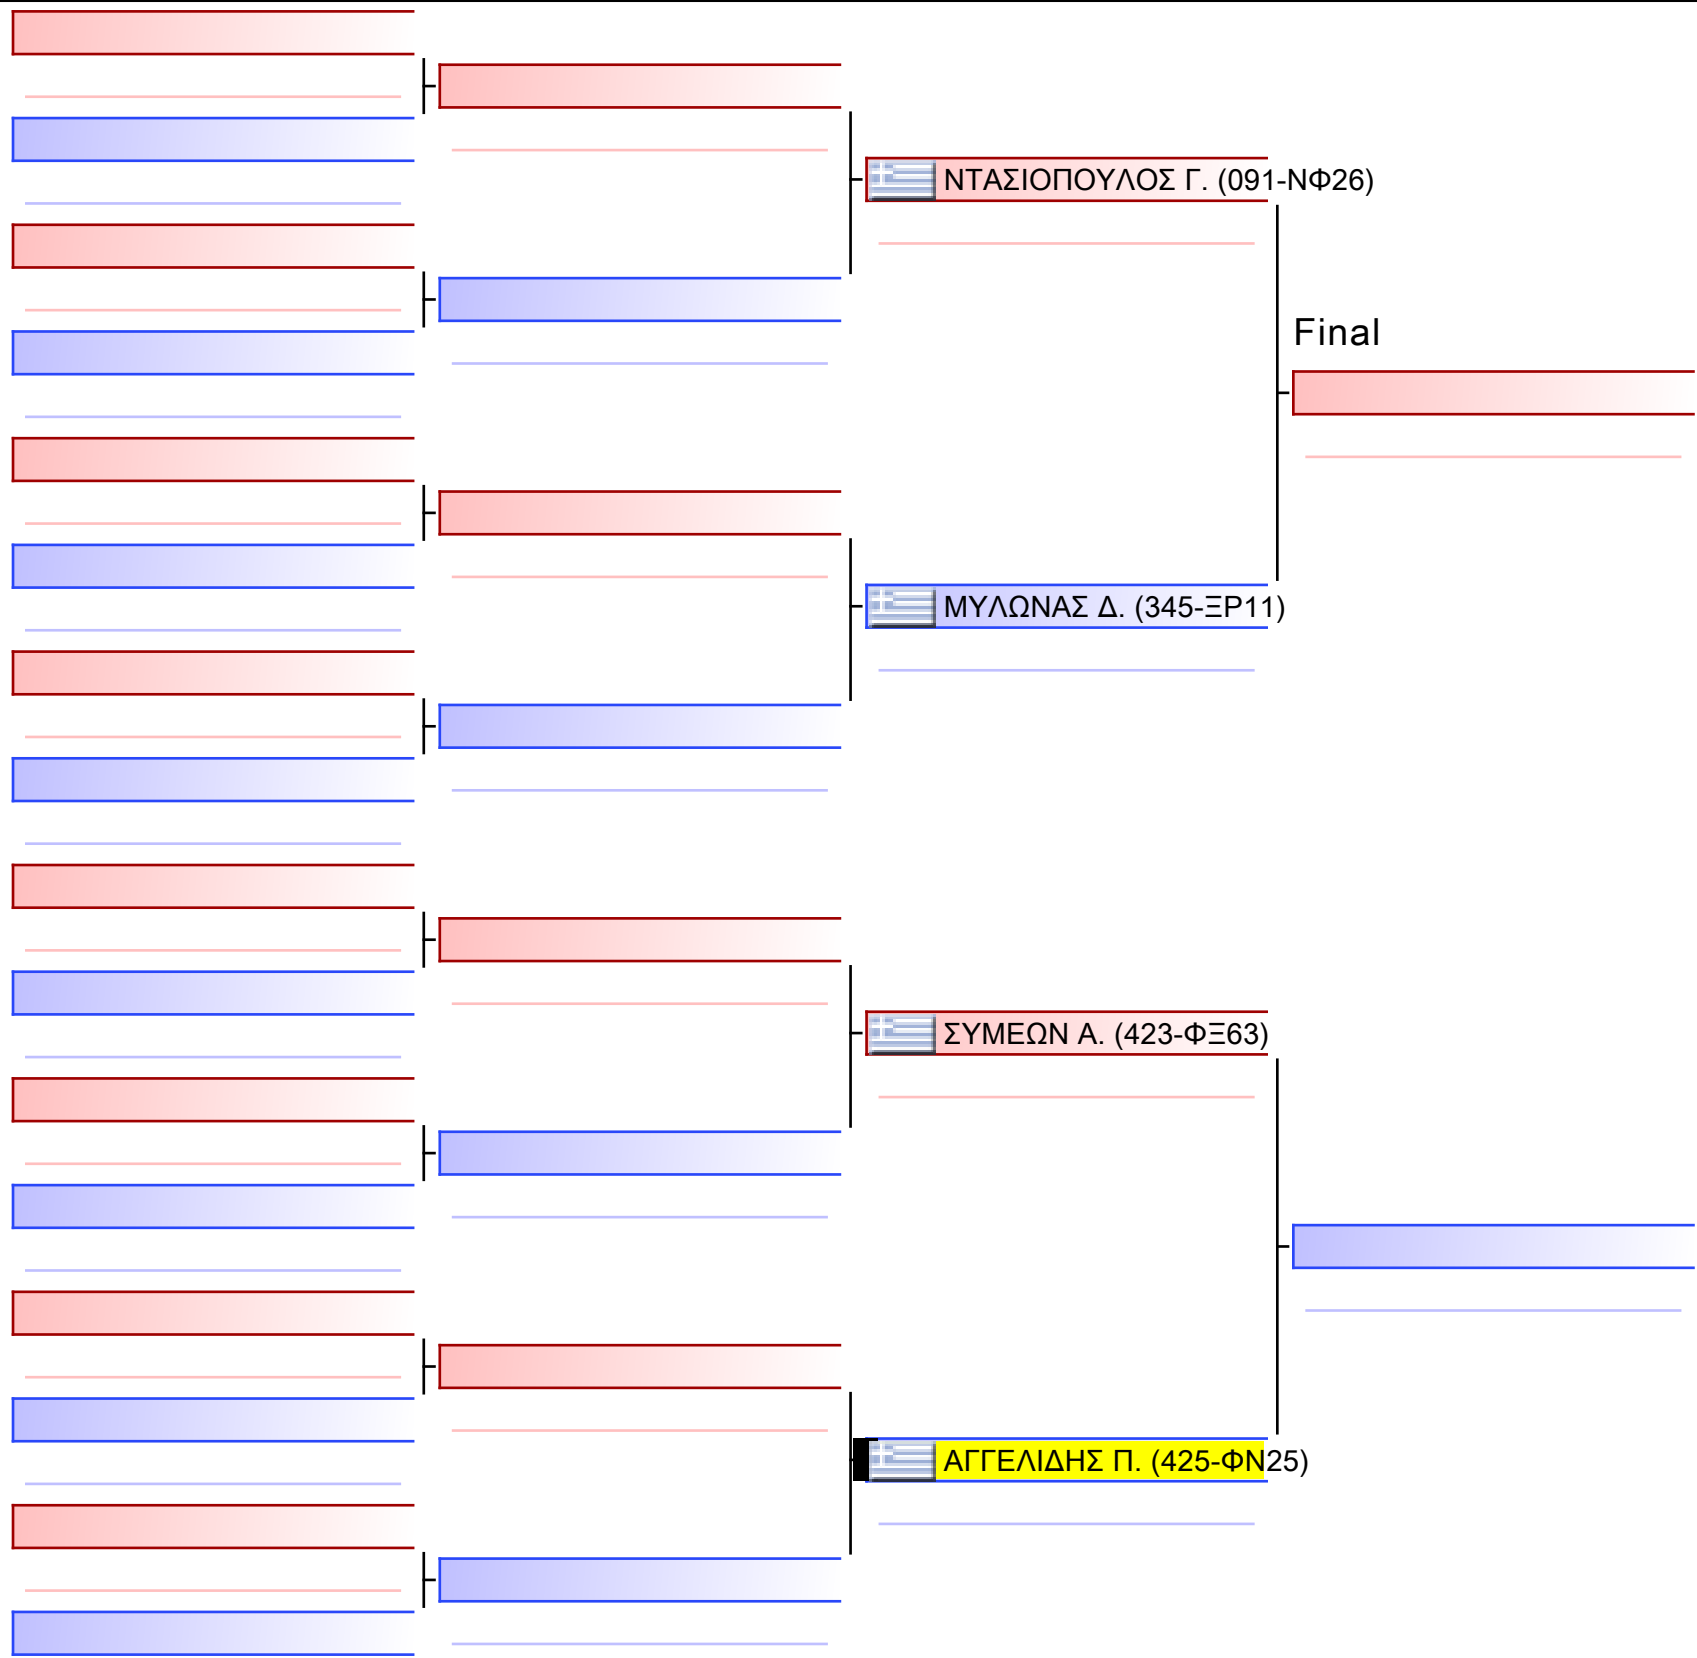 ΝΤΑΣΙΟΠΟΥΛΟΣ Γ. (091-ΝΦ26)
Final
ΜΥΛΩΝΑΣ Δ. (345-ΞΡ11)
ΣΥΜΕΩΝ Α. (423-ΦΞ63)
ΑΓΓΕΛΙΔΗΣ Π. (425-ΦΝ25)